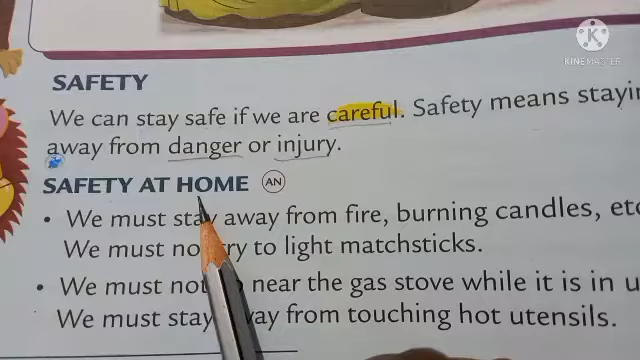 KINEMASTER
SAFETY
We can stay safe if we are careful. Safety means
away from danger or injury.
SAFETY AT HOME AN
• We must stay away from fire, burning candles,
We must not try to light matchsticks.
• We must not near the gas stove while it is in
We must stay away from touching hot utensils.